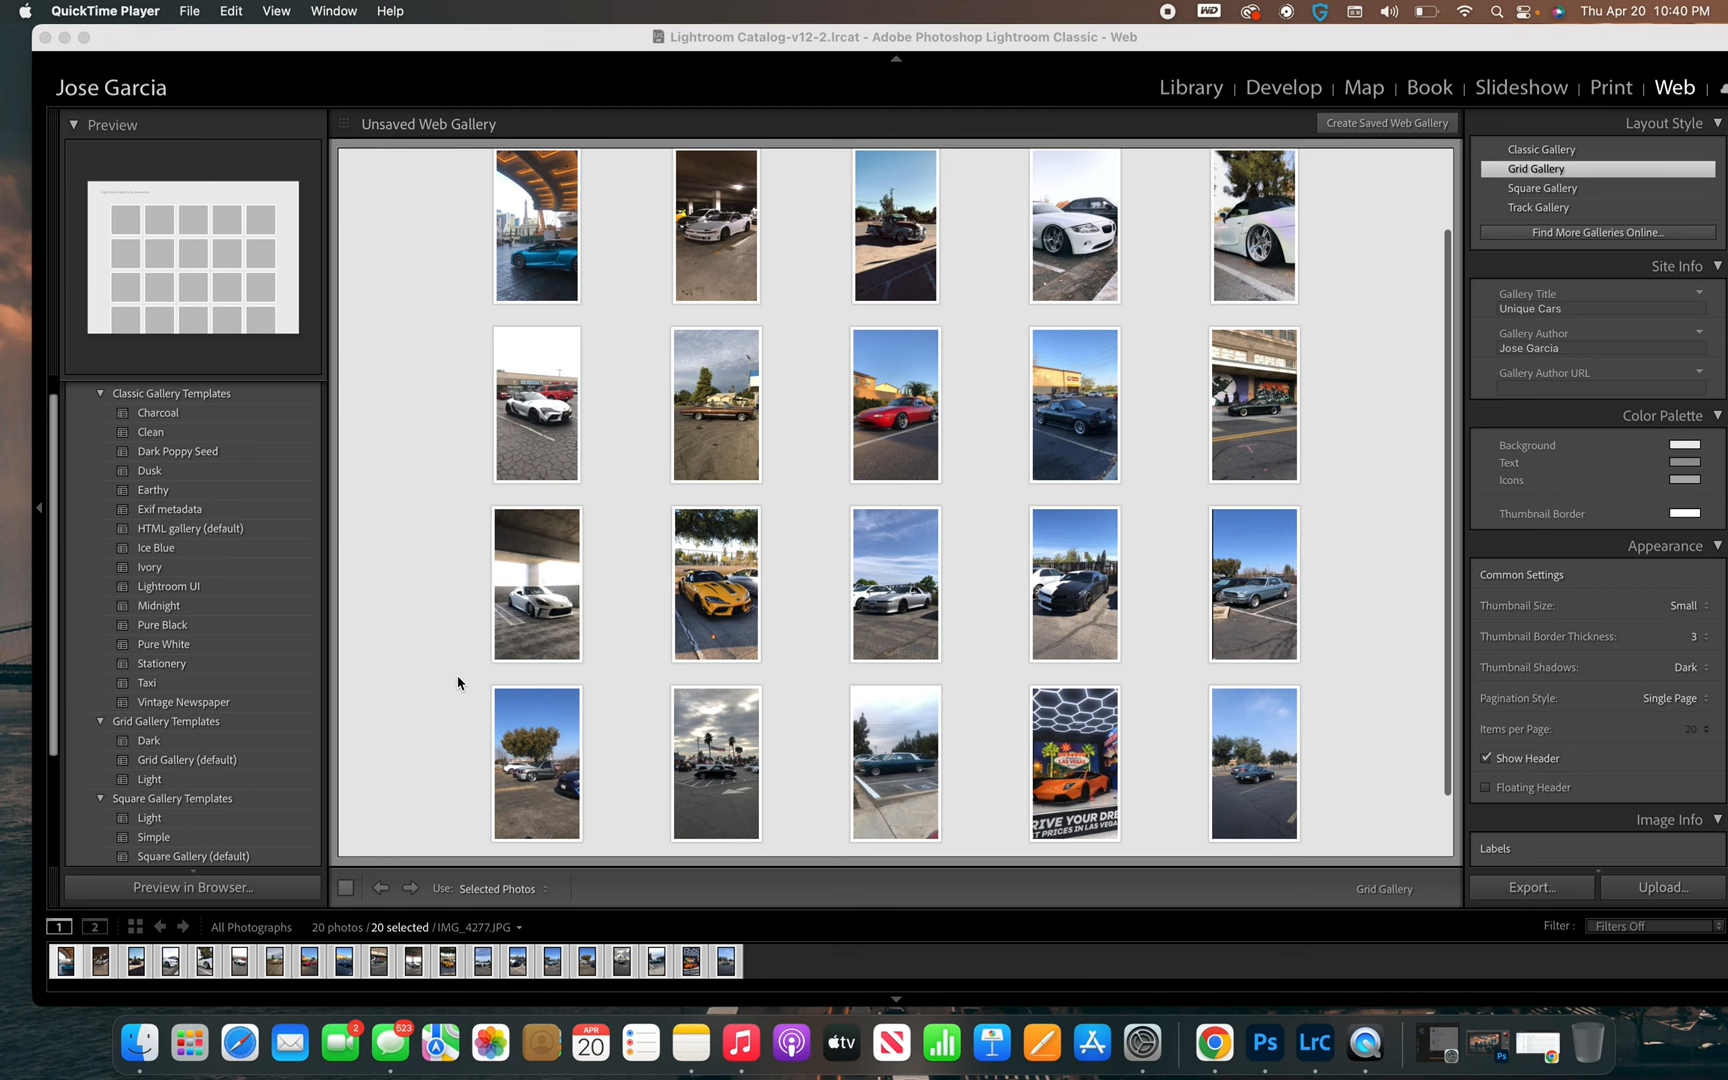 QuickTime Player File Edit View Window Help Thu Apr 20 10:40 PM
Lightroom Catalog-v12-2.lrcat - Adobe Photoshop Lightroom Classic - Web
Jose Garcia
Library | Develop | Map | Book | Slideshow | Print | Web
Preview
Classic Gallery Templates
Charcoal
Clean
Dark Poppy Seed
Dusk
Earthy
Exif metadata
HTML gallery (default)
Ice Blue
Ivory
Lightroom UI
Midnight
Pure Black
Pure White
Stationery
Taxi
Vintage Newspaper
Grid Gallery Templates
Dark
Grid Gallery (default)
Light
Square Gallery Templates
Light
Simple
Square Gallery (default)
Preview in Browser...
Unsaved Web Gallery
Create Saved Web Gallery
LAS VEGAS
RIVE YOUR DRE
T PRICES IN LAS VEGA
Use: Selected Photos
Grid Gallery
Layout Style
Classic Gallery
Grid Gallery
Square Gallery
Track Gallery
Find More Galleries Online...
Site Info
Gallery Title
Unique Cars
Gallery Author
Jose Garcia
Gallery Author URL
Color Palette
Background
Text
Icons
Thumbnail Border
Appearance
Common Settings
Thumbnail Size: Small
Thumbnail Border Thickness: 3
Thumbnail Shadows: Dark
Pagination Style: Single Page
Items per Page: 20
Show Header
Floating Header
Image Info
Labels
Export... Upload...
1 2 All Photographs 20 photos / 20 selected / IMG_4277.JPG
Filter : Filters Off
2 523 APR 20 tv Ps LrC